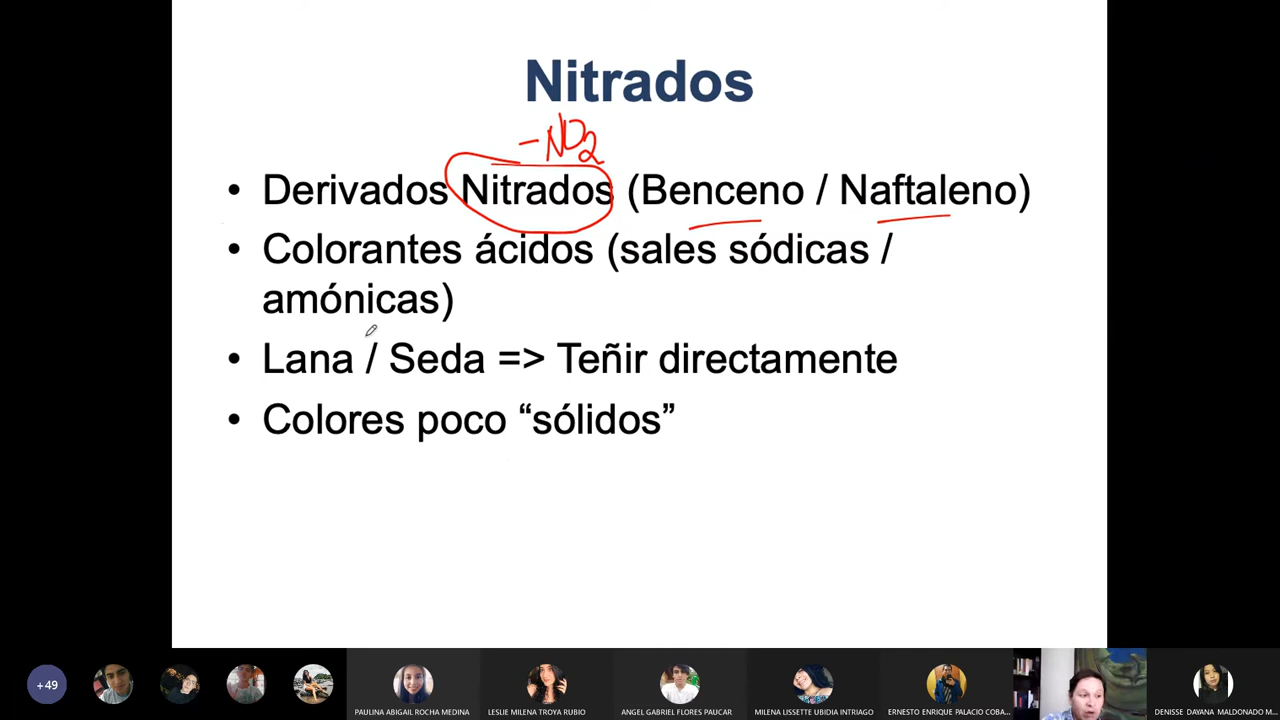 Nitrados
-NO2
• Derivados Nitrados (Benceno / Naftaleno)
• Colorantes ácidos (sales sódicas /
amónicas)
• Lana / Seda => Teñir directamente
• Colores poco “sólidos”
+49
PAULINA ABIGAIL ROCHA MEDINA
LESLIE MILENA TROYA RUBIO
ANGEL GABRIEL FLORES PAUCAR
MILENA LISSETTE UBIDIA INTRIAGO
ERNESTO ENRIQUE PALACIO COBA...
DENISSE DAYANA MALDONADO M...